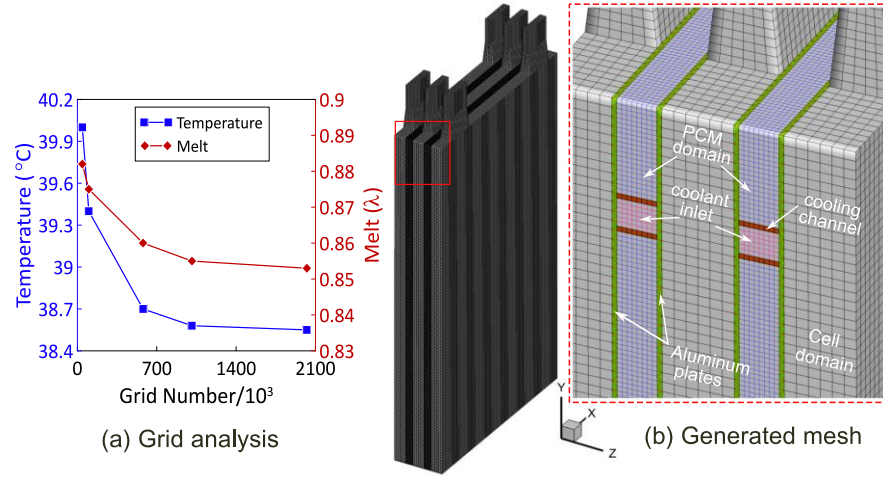 40.2
39.9
39.6
39.3
39
38.7
38.4
Temperature ( °C)
0.9
0.89
0.88
0.87
0.86
0.85
0.84
0.83
Melt (λ)
Temperature
Melt
0
700
1400
2100
Grid Number/10³
(a) Grid analysis
Y
X
Z
PCM
domain
coolant
inlet
cooling
channel
Aluminum
plates
Cell
domain
(b) Generated mesh